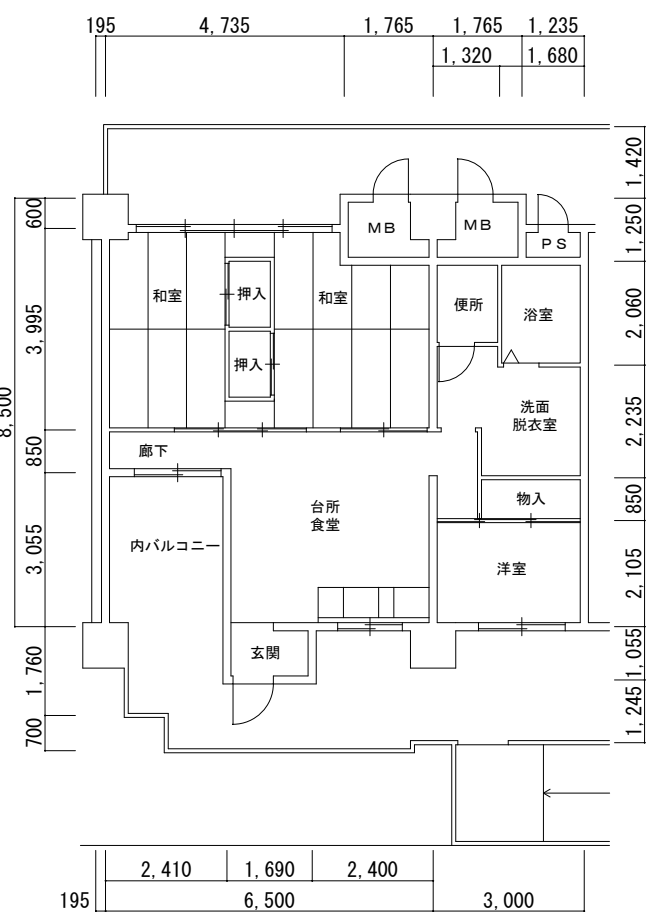 195 4,735 1,765 1,765 1,235
1,320 1,680
600
3,995
8,500
850
3,055
1,760
700
1,420
1,250
2,060
2,235
850
2,105
1,055
1,245
MB
MB
PS
和室
押入
和室
便所
浴室
押入
洗面
脱衣室
廊下
物入
台所
食堂
内バルコニー
洋室
玄関
2,410 1,690 2,400
195 6,500 3,000